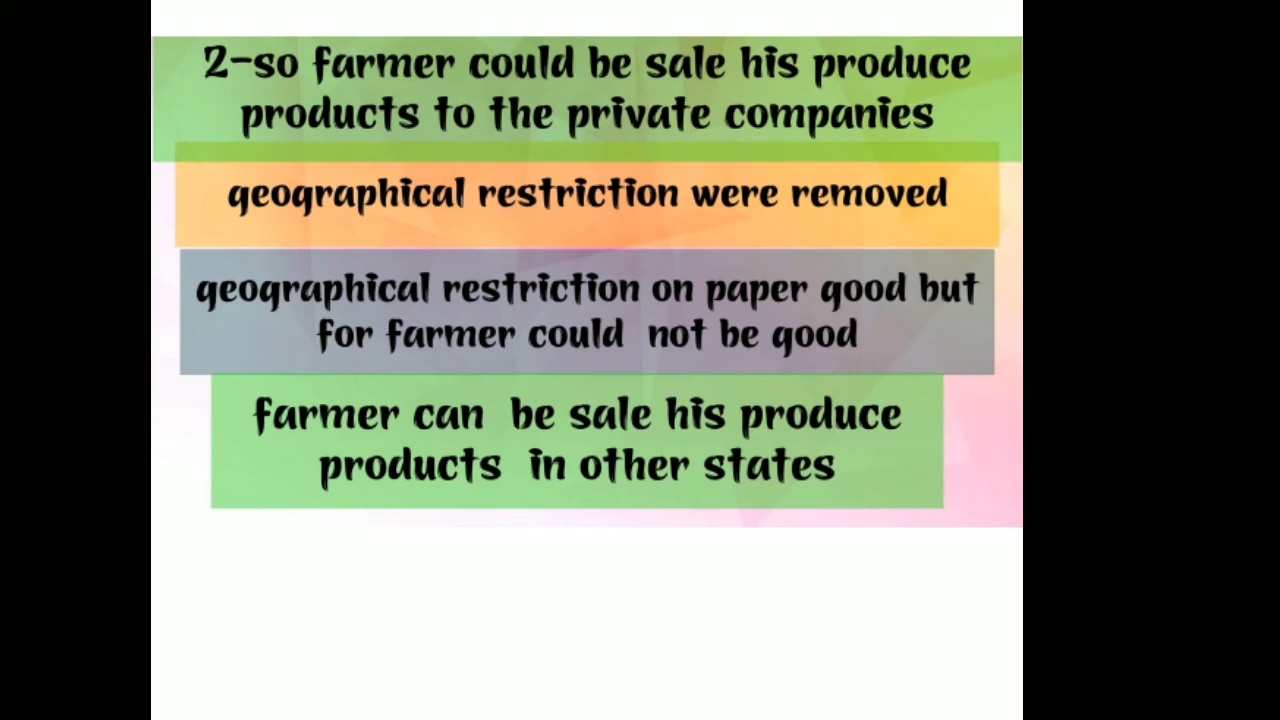 2-so farmer could be sale his produce
products to the private companies
geographical restriction were removed
geographical restriction on paper good but
for farmer could not be good
farmer can be sale his produce
products in other states